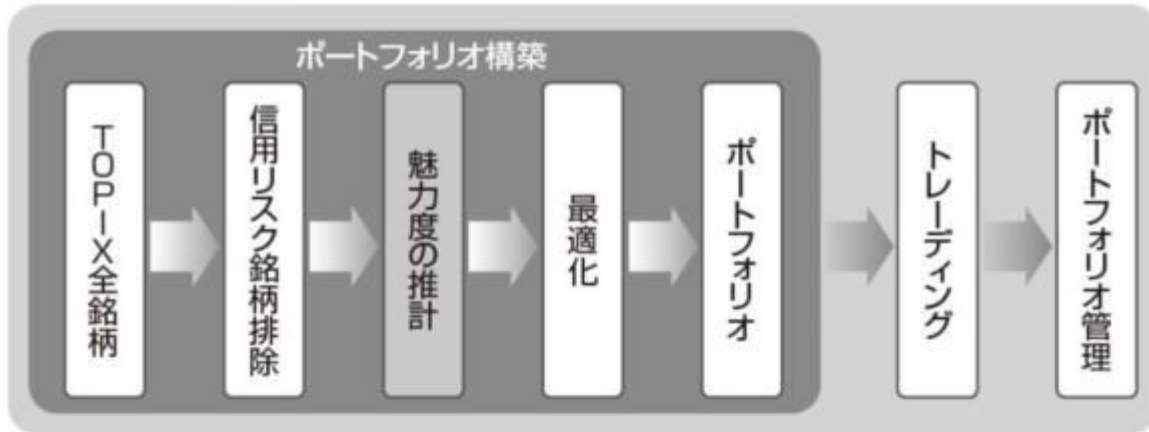 ポートフォリオ構築
TOPIX全銘柄
信用リスク銘柄排除
魅力度の推計
最適化
ポートフォリオ
トレーディング
ポートフォリオ管理